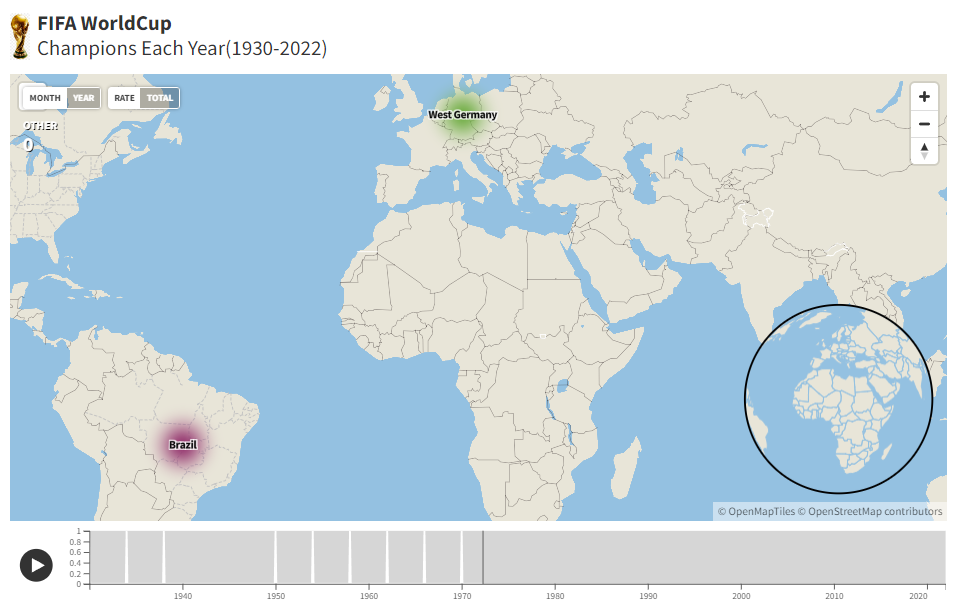 FIFA WorldCup
Champions Each Year(1930-2022)
MONTH YEAR RATE TOTAL
OTHER
0
West Germany
Brazil
© OpenMapTiles © OpenStreetMap contributors
1
0.8
0.6
0.4
0.2
0
1940 1950 1960 1970 1980 1990 2000 2010 2020